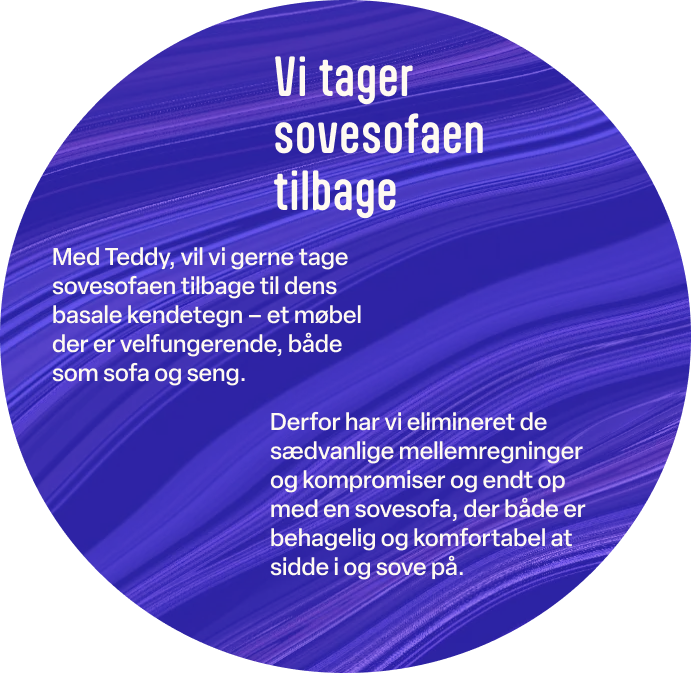 Vi tager
sovesofaen
tilbage
Med Teddy, vil vi gerne tage
sovesofaen tilbage til dens
basale kendetegn – et møbel
der er velfungerende, både
som sofa og seng.
Derfor har vi elimineret de
sædvanlige mellemregninger
og kompromiser og endt op
med en sovesofa, der både er
behagelig og komfortabel at
sidde i og sove på.